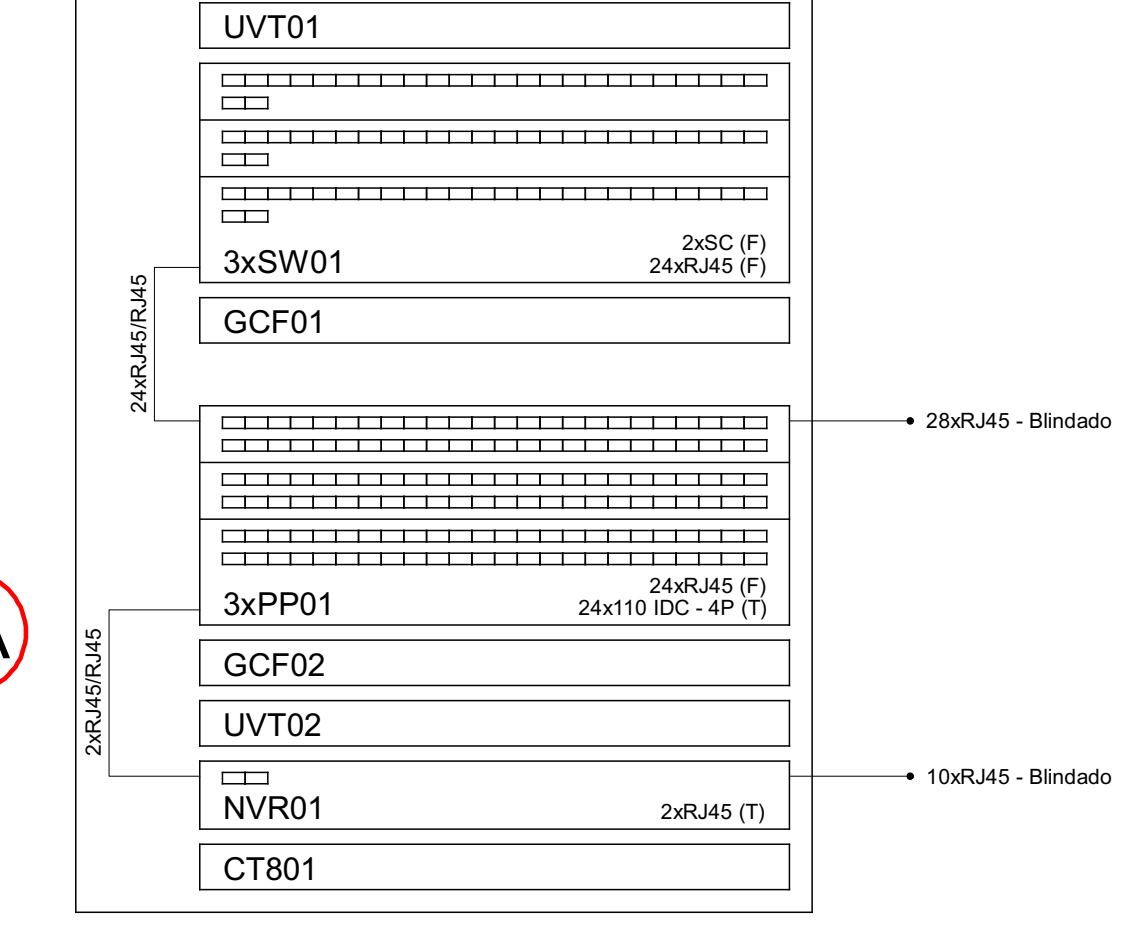 UVT01
2xSC (F)
3xSW01
24xRJ45 (F)
24xRJ45/RJ45
GCF01
28xRJ45 - Blindado
24xRJ45 (F)
3xPP01
24x110 IDC - 4P (T)
2xRJ45/RJ45
GCF02
UVT02
10xRJ45 - Blindado
NVR01
2xRJ45 (T)
CT801